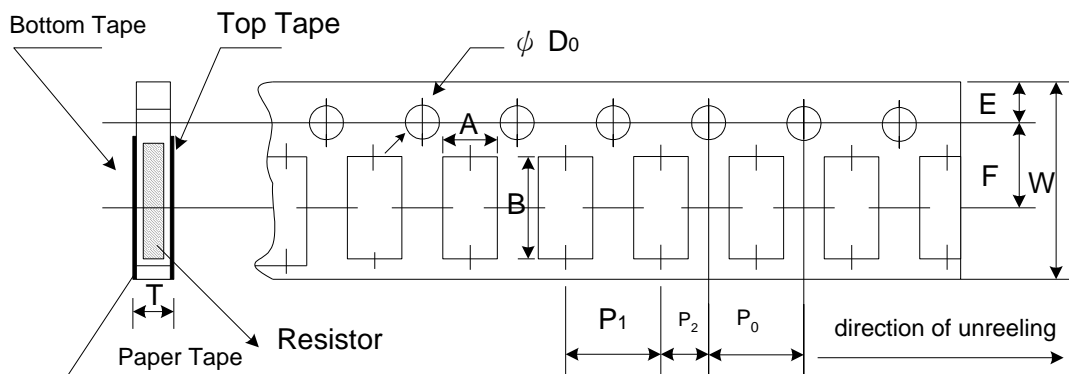 Bottom Tape
Top Tape
ψ D0
E
A
F
W
B
T
P1
P2
P0
direction of unreeling
Resistor
Paper Tape